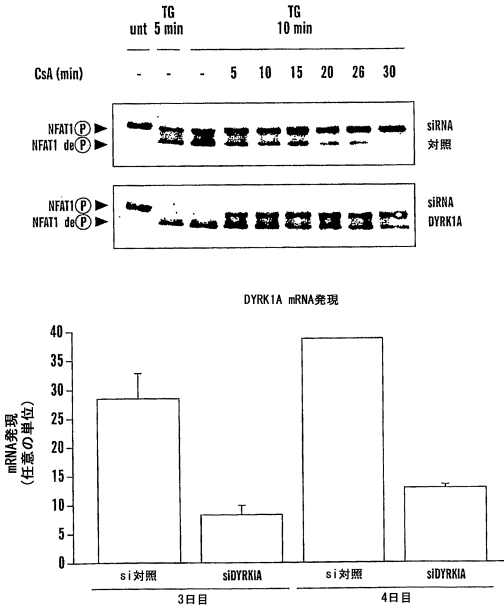 unt
TG
5 min
TG
10 min
CsA (min) - - - 5 10 15 20 26 30
NFAT1 Ⓟ
NFAT1 de Ⓟ
siRNA
対照
NFAT1 Ⓟ
NFAT1 de Ⓟ
siRNA
DYRK1A
DYRK1A mRNA発現
mRNA発現
(任意の単位)
40
35
30
25
20
15
10
5
0
si対照 siDYRK1A si対照 siDYRK1A
3日目 4日目